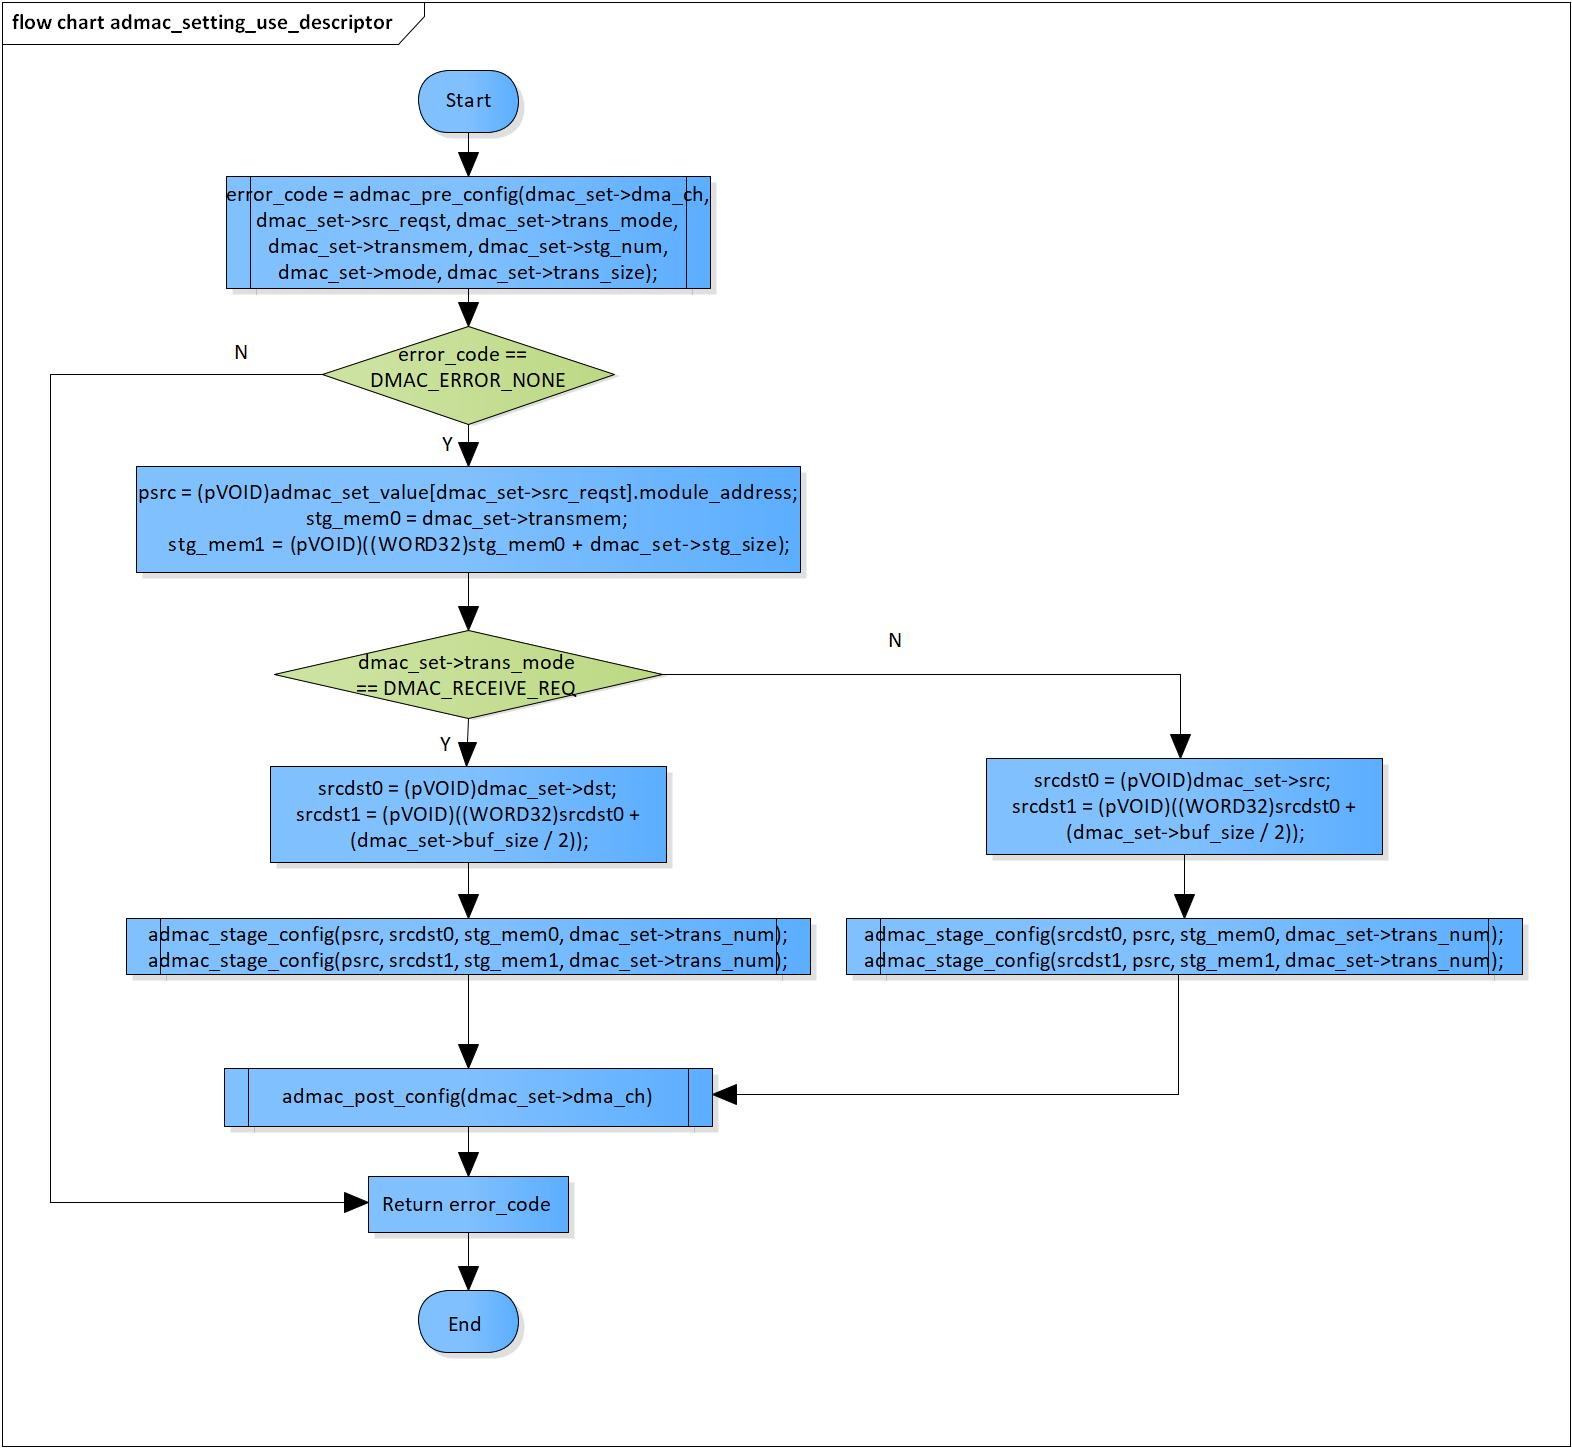 flow chart admac_setting_use_descriptor
Start
error_code = admac_pre_config(dmac_set->dma_ch,
dmac_set->src_reqst, dmac_set->trans_mode,
dmac_set->transmem, dmac_set->stg_num,
dmac_set->mode, dmac_set->trans_size);
N
error_code ==
DMAC_ERROR_NONE
Y
psrc = (pVOID)admac_set_value[dmac_set->src_reqst].module_address;
stg_mem0 = dmac_set->transmem;
stg_mem1 = (pVOID)((WORD32)stg_mem0 + dmac_set->stg_size);
N
dmac_set->trans_mode
== DMAC_RECEIVE_REQ
Y
srcdst0 = (pVOID)dmac_set->dst;
srcdst1 = (pVOID)((WORD32)srcdst0 +
(dmac_set->buf_size / 2));
srcdst0 = (pVOID)dmac_set->src;
srcdst1 = (pVOID)((WORD32)srcdst0 +
(dmac_set->buf_size / 2));
admac_stage_config(psrc, srcdst0, stg_mem0, dmac_set->trans_num);
admac_stage_config(psrc, srcdst1, stg_mem1, dmac_set->trans_num);
admac_stage_config(srcdst0, psrc, stg_mem0, dmac_set->trans_num);
admac_stage_config(srcdst1, psrc, stg_mem1, dmac_set->trans_num);
admac_post_config(dmac_set->dma_ch)
Return error_code
End